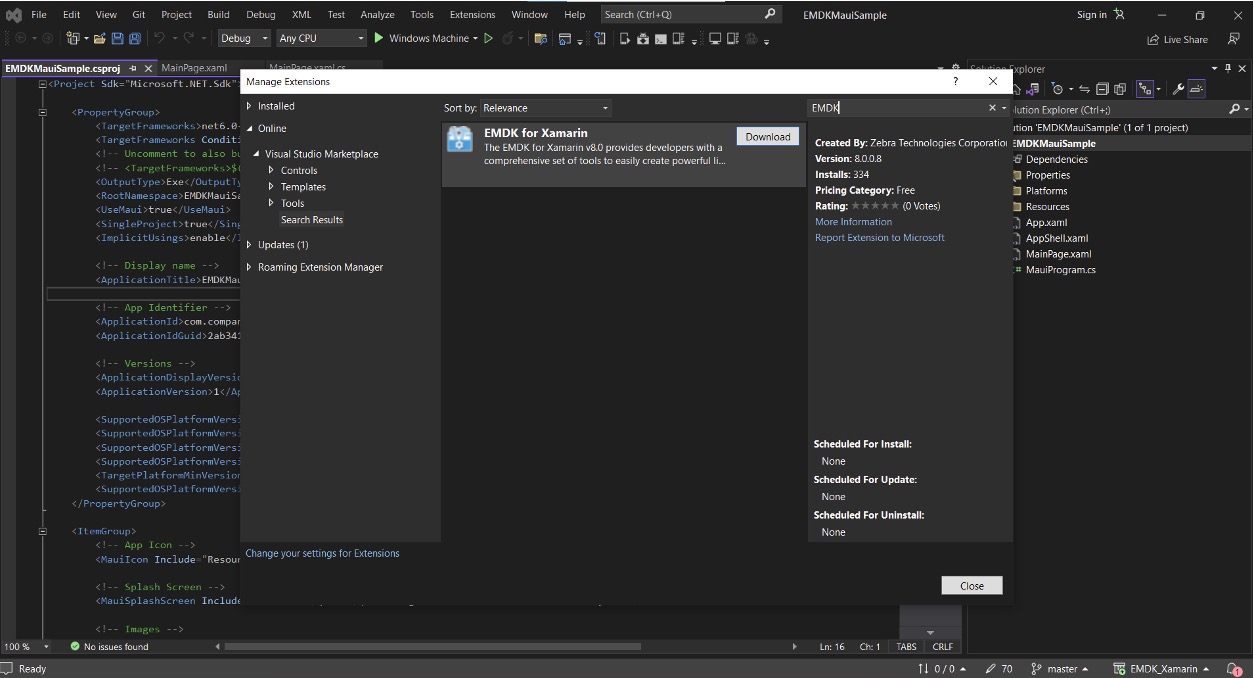 File Edit View Git Project Build Debug XML Test Analyze Tools Extensions Window Help Search (Ctrl+Q) EMDKMauiSample Sign in
Debug Any CPU Windows Machine Live Share
EMDKMauiSample.csproj MainPage.xaml MainPage.xaml.cs Solution Explorer
<Project Sdk="Microsoft.NET.Sdk"
<PropertyGroup>
<TargetFrameworks>net6.0-
<TargetFrameworks Conditi
<!-- Uncomment to also bu
<!-- <TargetFrameworks>$(
<OutputType>Exe</OutputTy
<RootNamespace>EMDKMauiSa
<UseMaui>true</UseMaui>
<SingleProject>true</Sing
<ImplicitUsings>enable</I
<!-- Display name -->
<ApplicationTitle>EMDKMau
<!-- App Identifier -->
<ApplicationId>com.compan
<ApplicationIdGuid>2ab341
<!-- Versions -->
<ApplicationDisplayVersio
<ApplicationVersion>1</Ap
<SupportedOSPlatformVersi
<SupportedOSPlatformVersi
<SupportedOSPlatformVersi
<SupportedOSPlatformVersi
<TargetPlatformMinVersion
<SupportedOSPlatformVersi
</PropertyGroup>
<ItemGroup>
<!-- App Icon -->
<MauiIcon Include="Resour
<!-- Splash Screen -->
<MauiSplashScreen Include
<!-- Images -->
Manage Extensions ?
Installed
Online
Visual Studio Marketplace
Controls
Templates
Tools
Search Results
Updates (1)
Roaming Extension Manager
Change your settings for Extensions
Sort by: Relevance
EMDK for Xamarin
Download
The EMDK for Xamarin v8.0 provides developers with a
comprehensive set of tools to easily create powerful li...
EMDK
Created By: Zebra Technologies Corporation
Version: 8.0.0.8
Installs: 334
Pricing Category: Free
Rating: (0 Votes)
More Information
Report Extension to Microsoft
Scheduled For Install:
None
Scheduled For Update:
None
Scheduled For Uninstall:
None
Close
olution Explorer (Ctrl+;)
ution 'EMDKMauiSample' (1 of 1 project)
EMDKMauiSample
Dependencies
Properties
Platforms
Resources
App.xaml
AppShell.xaml
MainPage.xaml
MauiProgram.cs
100 % No issues found Ln: 16 Ch: 1 TABS CRLF
Ready 0 / 0 70 master EMDK_Xamarin 1